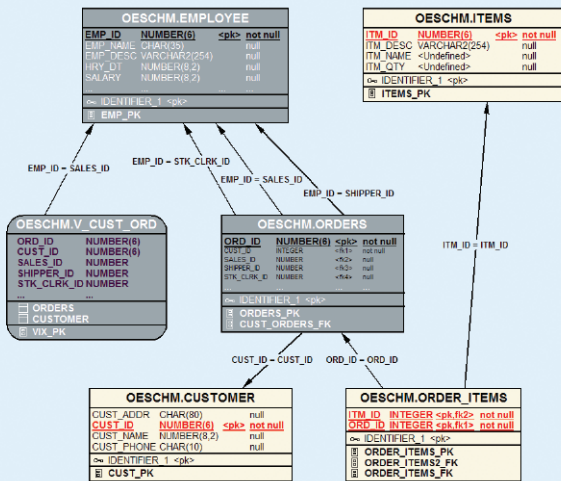 OESCHM.EMPLOYEE
EMP_ID NUMBER(6) <pk> not null
EMP_NAME CHAR(35) null
EMP_DESC VARCHAR2(254) null
HRY_DT NUMBER(8,2) null
SALARY NUMBER(8,2) null
... ... ... ...
IDENTIFIER_1 <pk>
EMP_PK
OESCHM.ITEMS
ITM_ID NUMBER(6) <pk> not null
ITM_DESC VARCHAR2(254) null
ITM_NAME <Undefined> null
ITM_QTY <Undefined> null
IDENTIFIER_1 <pk>
ITEMS_PK
EMP_ID = SALES_ID
EMP_ID = STK_CLRK_ID
EMP_ID = SALES_ID
EMP_ID = SHIPPER_ID
ITM_ID = ITM_ID
OESCHM.V_CUST_ORD
ORD_ID NUMBER(6)
CUST_ID NUMBER(6)
SALES_ID NUMBER
SHIPPER_ID NUMBER
STK_CLRK_ID NUMBER
... ...
ORDERS
CUSTOMER
VIX_PK
OESCHM.ORDERS
ORD_ID NUMBER(6) <pk> not null
CUST_ID INTEGER <fk1> not null
SALES_ID NUMBER <fk2> null
SHIPPER_ID NUMBER <fk3> null
STK_CLRK_ID NUMBER <fk4> null
... ... ... ...
IDENTIFIER_1 <pk>
ORDERS_PK
CUST_ORDERS_FK
CUST_ID = CUST_ID
ORD_ID = ORD_ID
OESCHM.CUSTOMER
CUST_ADDR CHAR(80) null
CUST_ID NUMBER(6) <pk> not null
CUST_NAME NUMBER(8,2) null
CUST_PHONE CHAR(10) null
IDENTIFIER_1 <pk>
CUST_PK
OESCHM.ORDER_ITEMS
ITM_ID INTEGER <pk,fk2> not null
ORD_ID INTEGER <pk,fk1> not null
IDENTIFIER_1 <pk>
ORDER_ITEMS_PK
ORDER_ITEMS2_FK
ORDER_ITEMS_FK